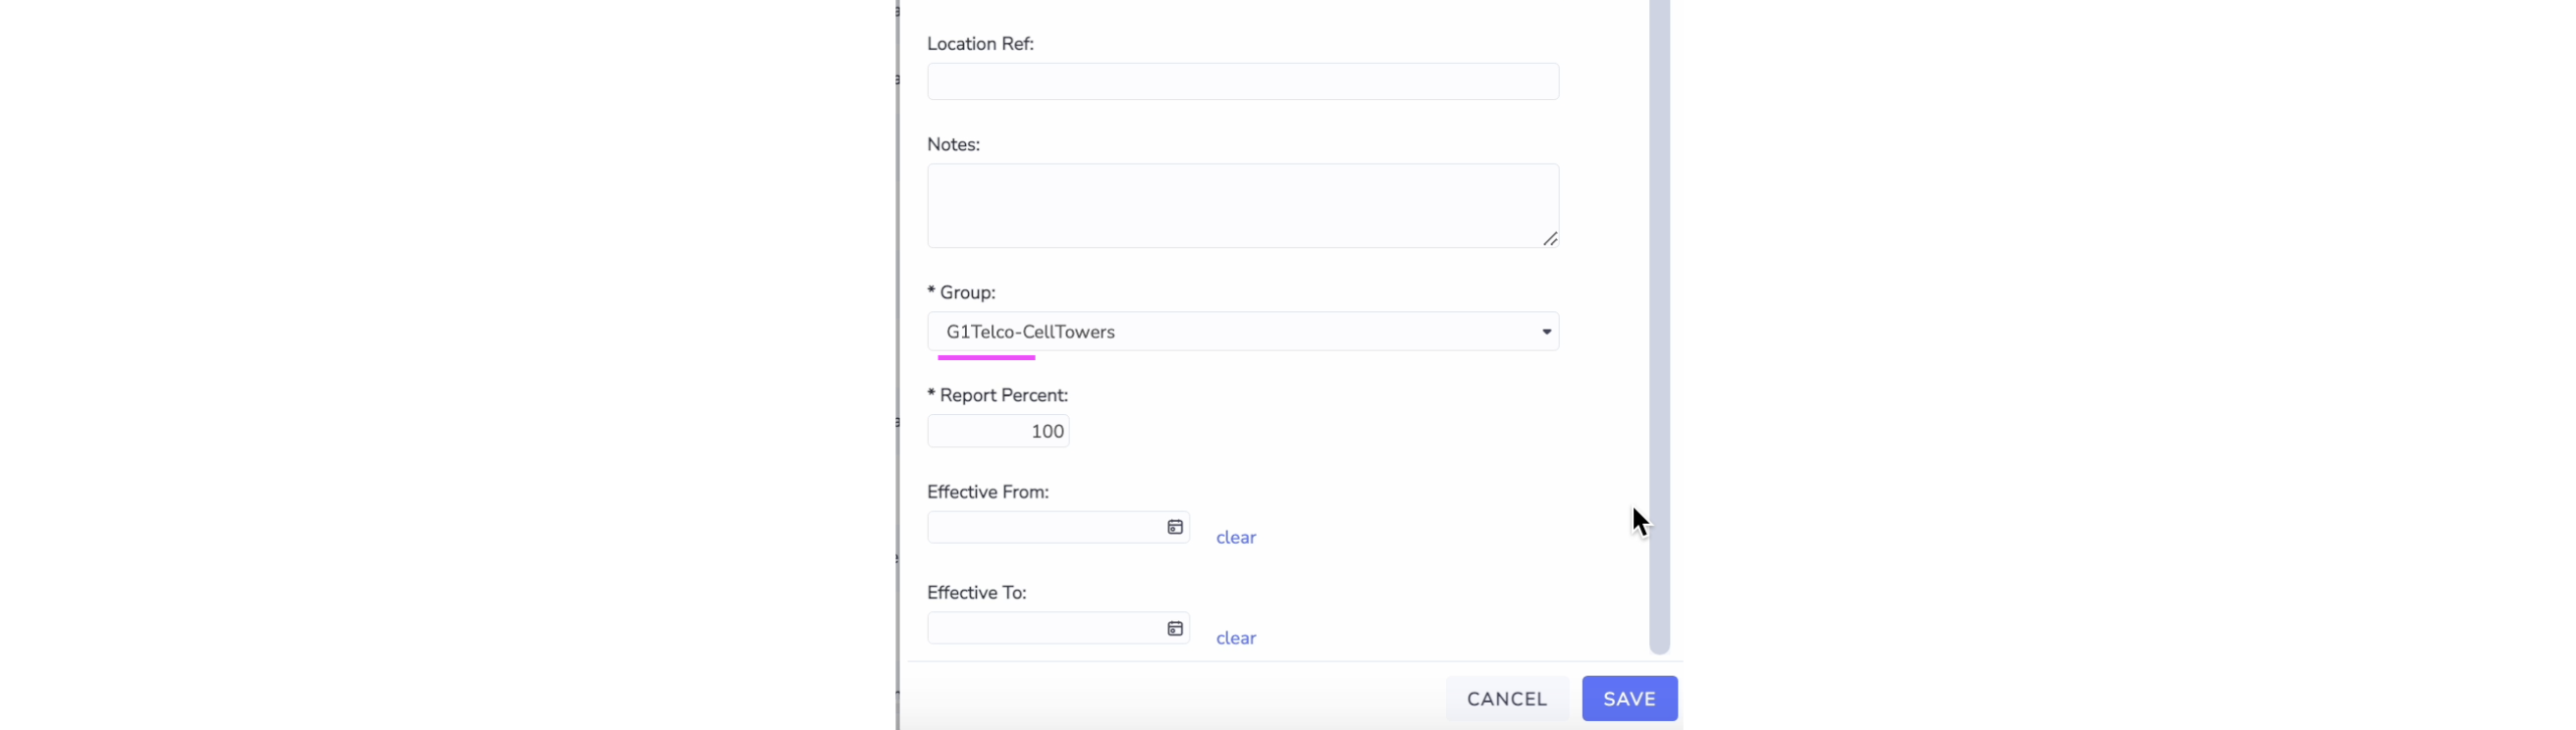 Location Ref:
Notes:
* Group:
G1Telco-CellTowers
* Report Percent:
100
Effective From:
clear
Effective To:
clear
CANCEL SAVE